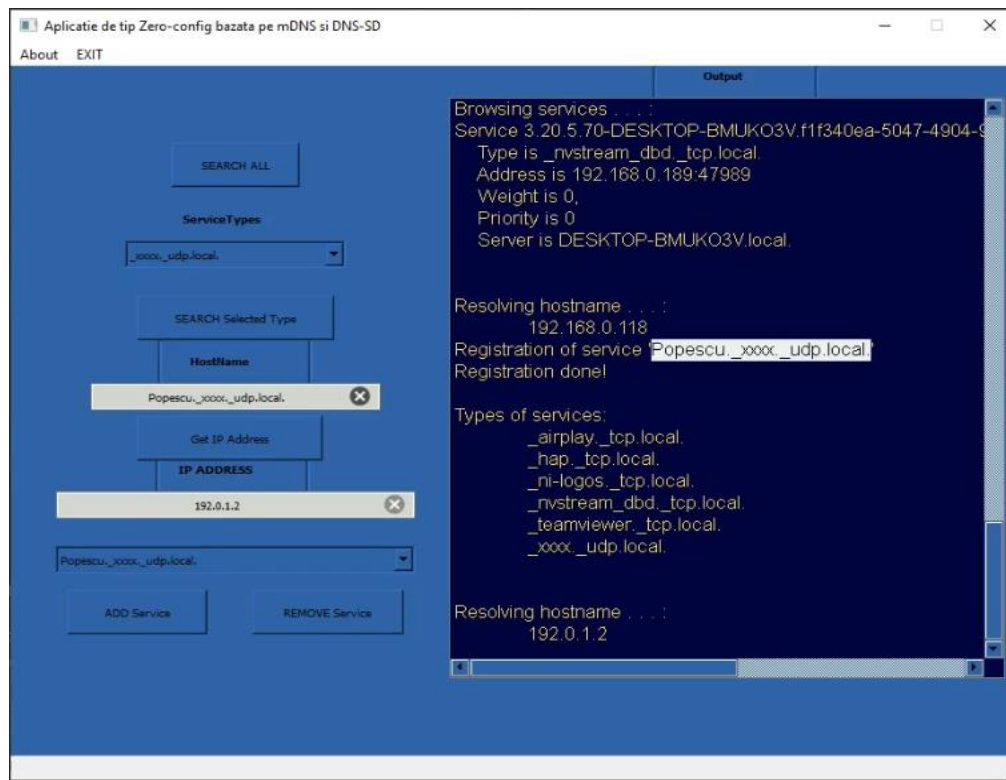 Aplicatie de tip Zero-config bazata pe mDNS si DNS-SD
About EXIT
SEARCH ALL
ServiceTypes
_xxxx._udp.local.
SEARCH Selected Type
HostName
Popescu._xxxx._udp.local.
Get IP Address
IP ADDRESS
192.0.1.2
Popescu._xxxx._udp.local.
ADD Service REMOVE Service
Output
Browsing services . . . :
Service 3.20.5.70-DESKTOP-BMUKO3V.f1f340ea-5047-4904-
Type is _nvstream_dbd._tcp.local.
Address is 192.168.0.189:47989
Weight is 0,
Priority is 0
Server is DESKTOP-BMUKO3V.local.
Resolving hostname . . . :
192.168.0.118
Registration of service 'Popescu._xxxx._udp.local.'
Registration done!
Types of services:
_airplay._tcp.local.
_hap._tcp.local.
_ni-logos._tcp.local.
_nvstream_dbd._tcp.local.
_teamviewer._tcp.local.
_xxxx._udp.local.
Resolving hostname . . . :
192.0.1.2